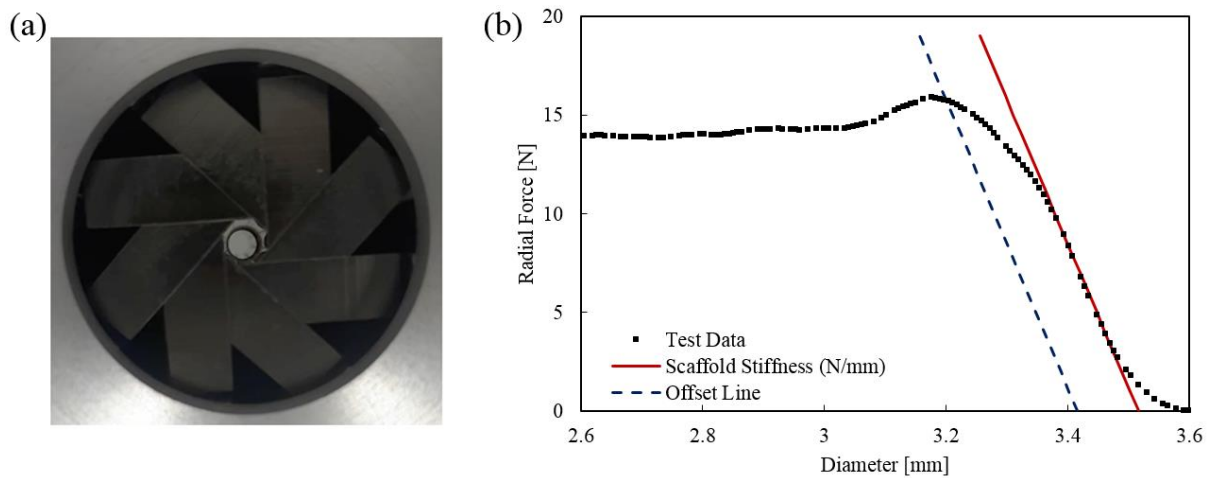 (a)
(b)
20
15
10
5
0
Radial Force [N]
Test Data
Scaffold Stiffness (N/mm)
Offset Line
2.6 2.8 3 3.2 3.4 3.6
Diameter [mm]